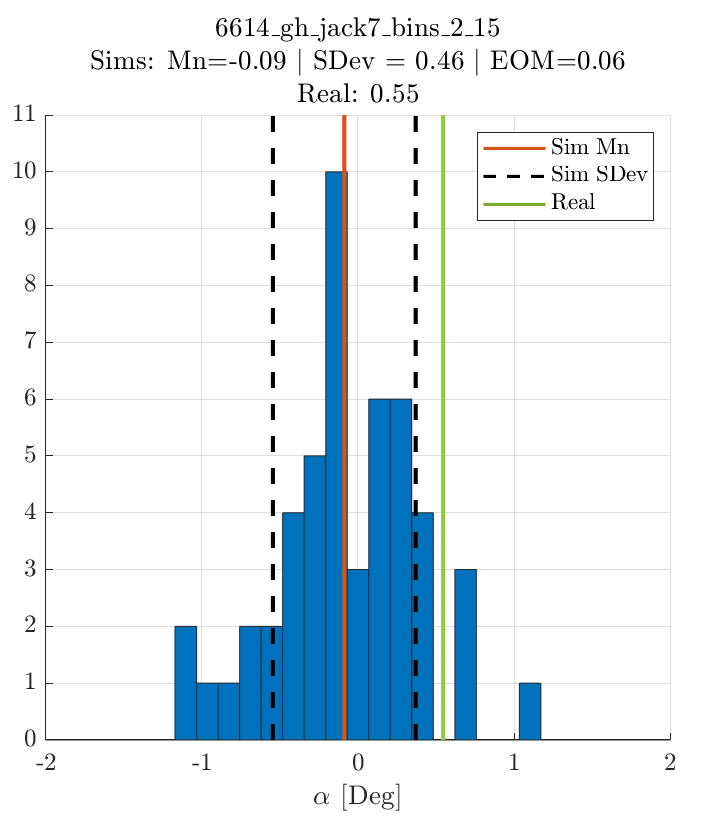 6614_gh_jack7_bins_2_15
Sims: Mn=-0.09 | SDev = 0.46 | EOM=0.06
Real: 0.55
11
10
9
8
7
6
5
4
3
2
1
0
Sim Mn
Sim SDev
Real
-2
-1
0
1
2
α [Deg]